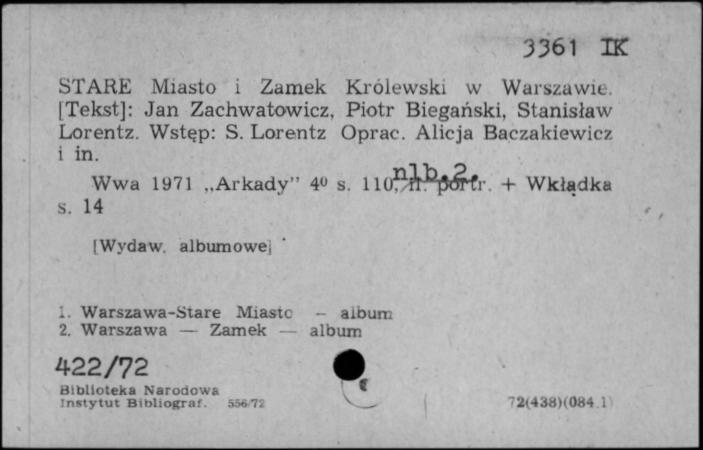 3361 IK
STARE Miasto i Zamek Królewski w Warszawie.
[Tekst]: Jan Zachwatowicz, Piotr Biegański, Stanisław
Lorentz. Wstęp: S. Lorentz Oprac. Alicja Baczakiewicz
i in.
nlb.2.
Wwa 1971 „Arkady” 4⁰ s. 110, il. portr. + Wkładka
s. 14
[Wydaw. albumowe]
1. Warszawa-Stare Miasto – album
2. Warszawa — Zamek — album
422/72
Biblioteka Narodowa
Instytut Bibliograf. 556/72
72(438)(084.1)